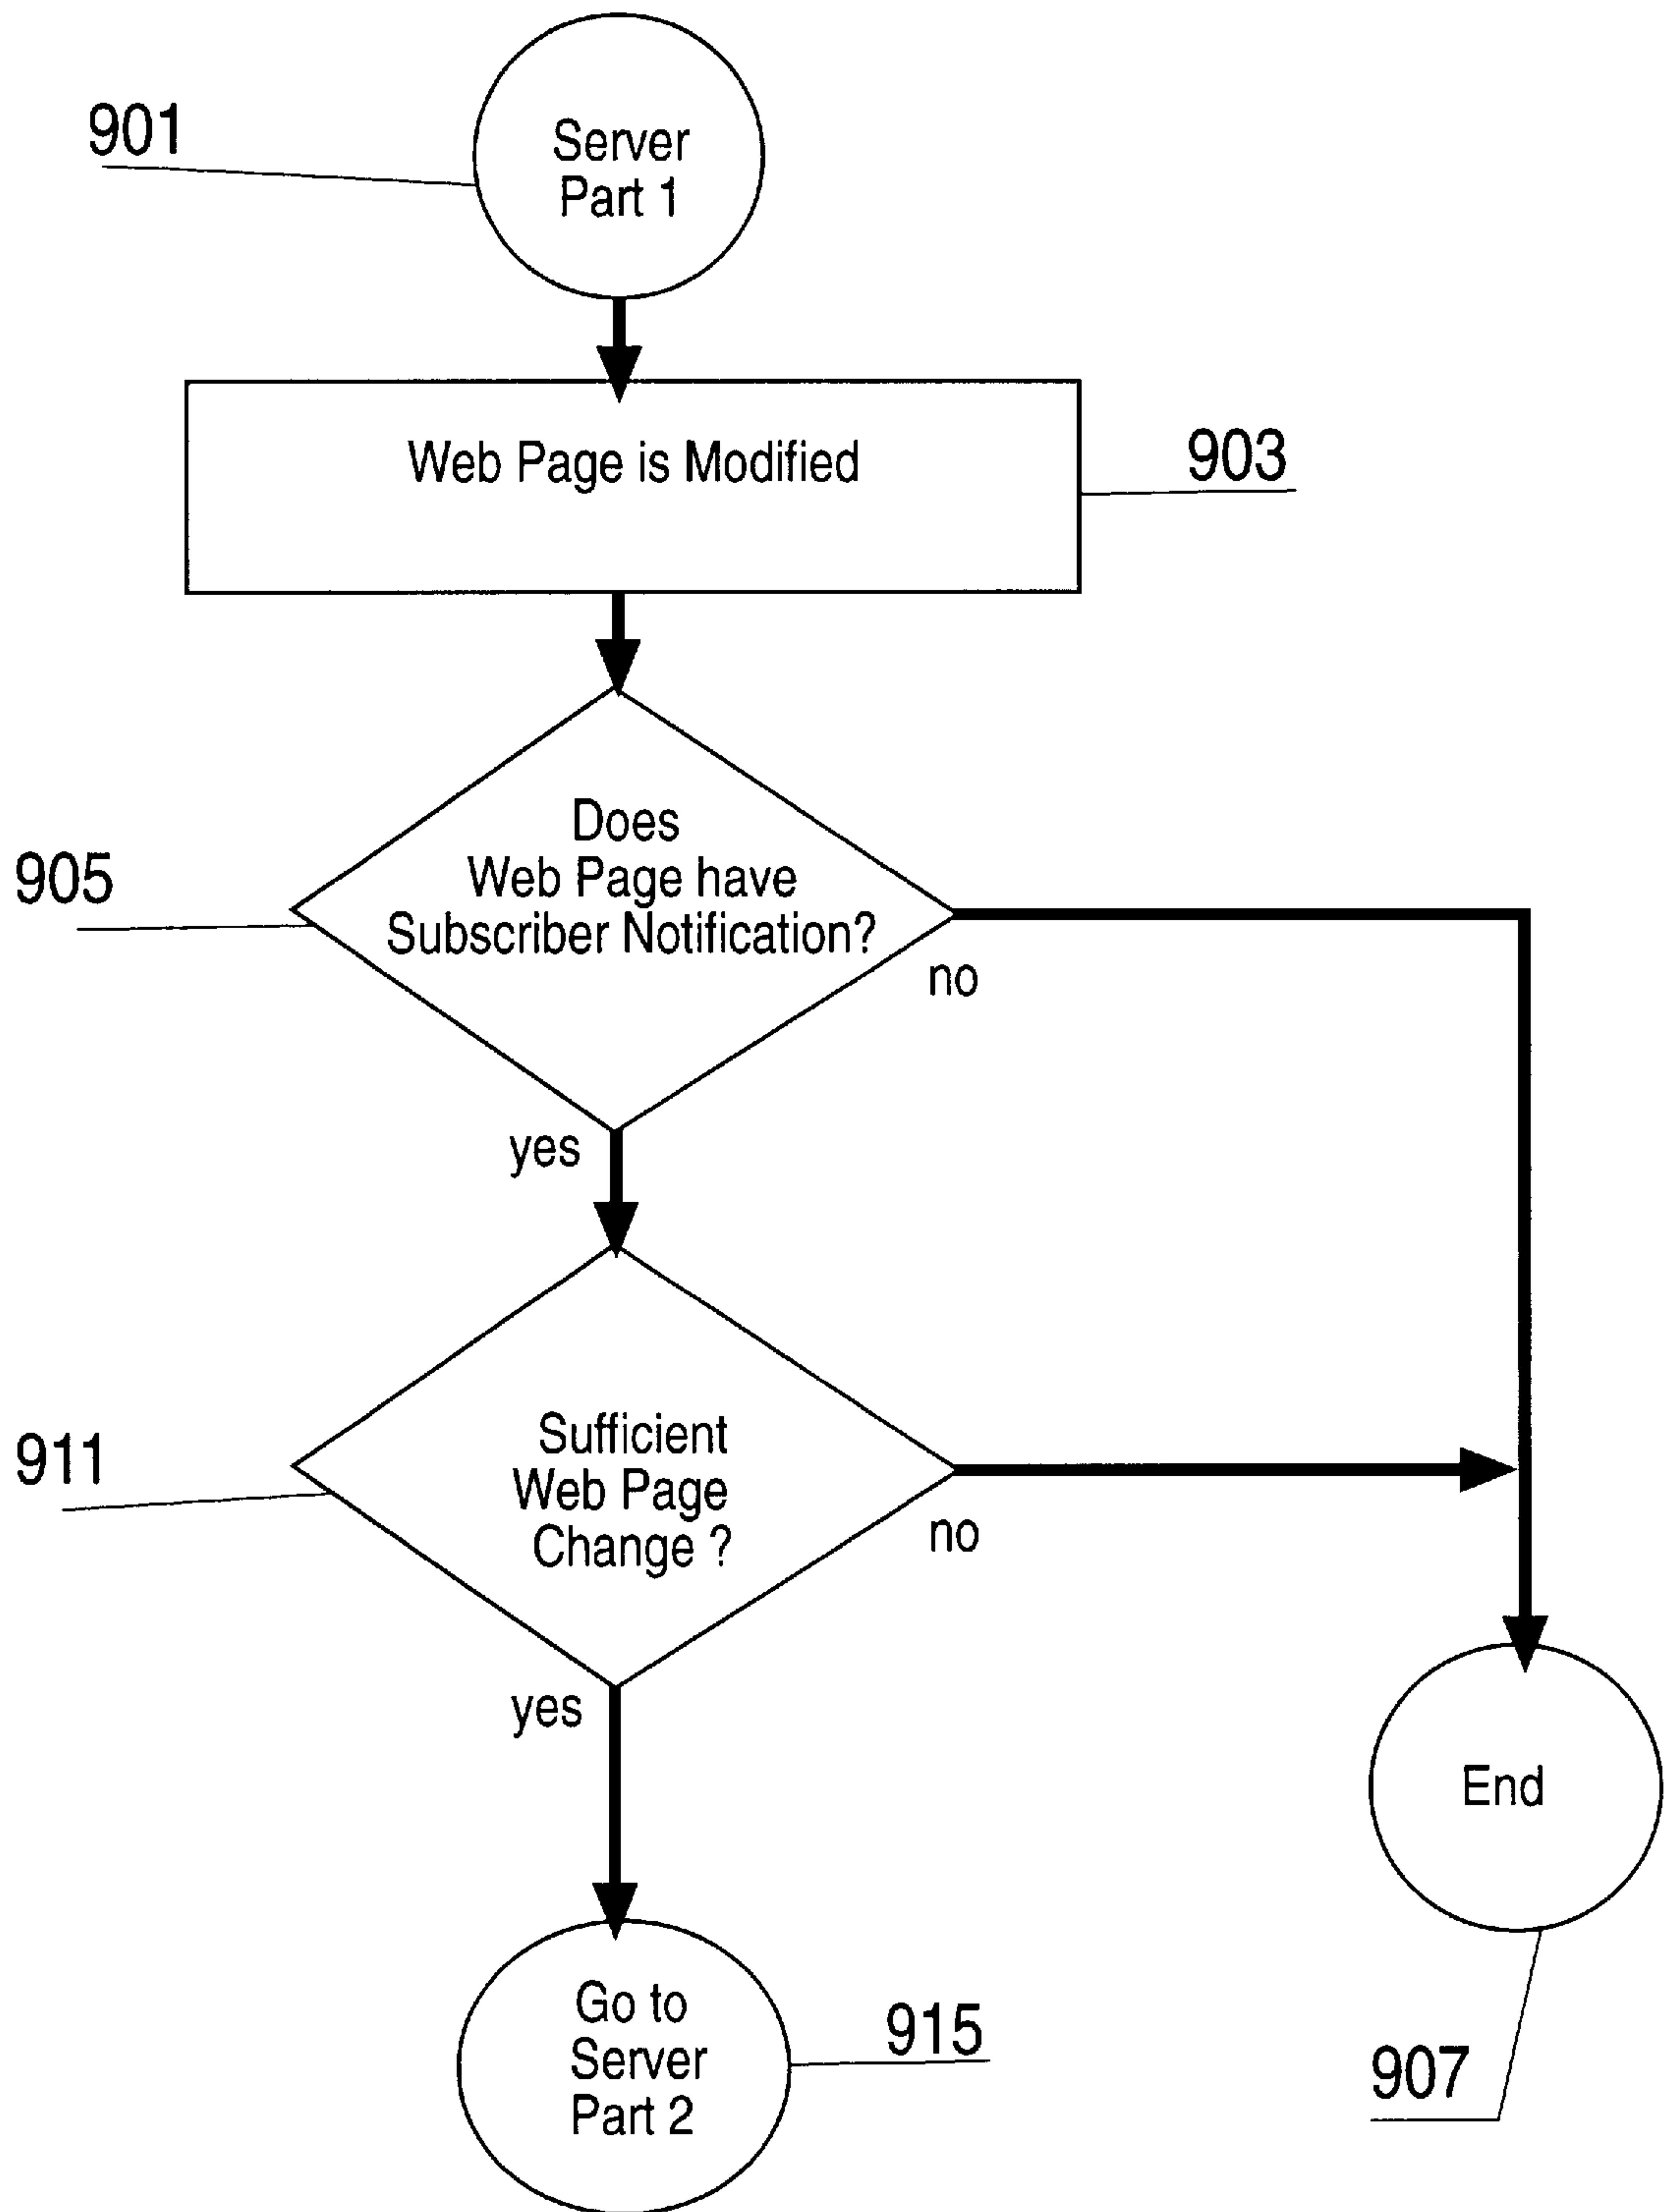 901
Server
Part 1
Web Page is Modified
903
Does
Web Page have
Subscriber Notification?
905
no
yes
Sufficient
Web Page
Change ?
911
no
yes
End
Go to
Server
Part 2
915
907